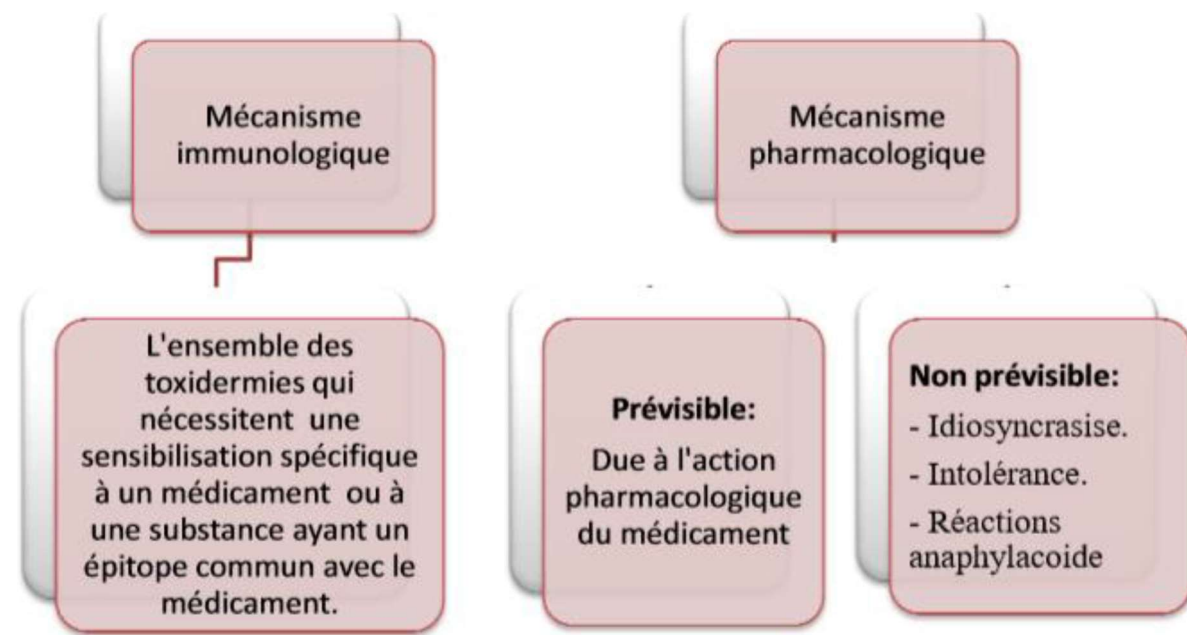 Mécanisme
immunologique
Mécanisme
pharmacologique
L'ensemble des
toxidermies qui
nécessitent une
sensibilisation spécifique
à un médicament ou à
une substance ayant un
épitope commun avec le
médicament.
Prévisible:
Due à l'action
pharmacologique
du médicament
Non prévisible:
- Idiosyncrasise.
- Intolérance.
- Réactions
anaphylacoide